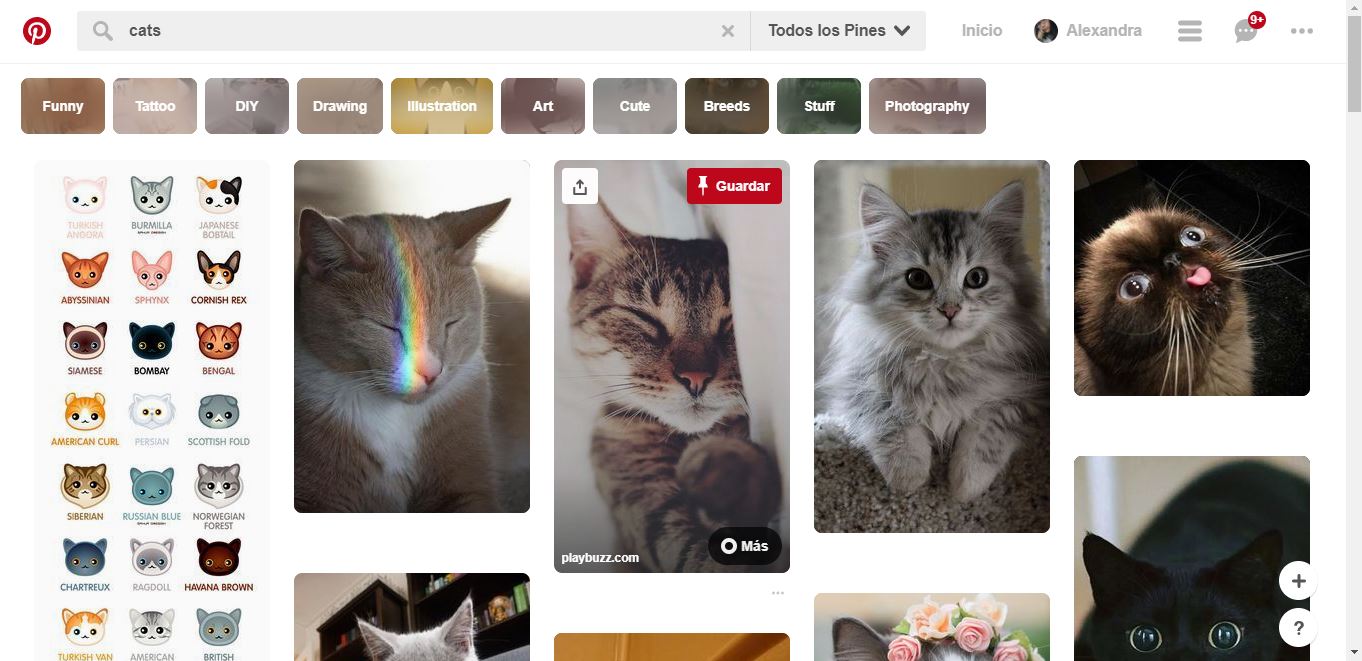 cats
Todos los Pines
Inicio
Alexandra
9+
Funny
Tattoo
DIY
Drawing
Illustration
Art
Cute
Breeds
Stuff
Photography
TURKISH ANGORA
BURMILLA
JAPANESE BOBTAIL
ABYSSINIAN
SPHYNX
CORNISH REX
SIAMESE
BOMBAY
BENGAL
AMERICAN CURL
PERSIAN
SCOTTISH FOLD
SIBERIAN
RUSSIAN BLUE
NORWEGIAN FOREST
CHARTREUX
RAGDOLL
HAVANA BROWN
TURKISH VAN
AMERICAN
BRITISH
Guardar
playbuzz.com
Más
?